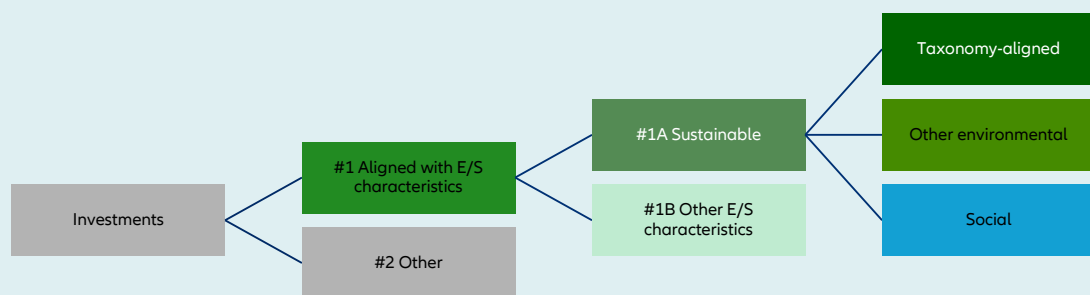 Taxonomy-aligned
#1A Sustainable
Other environmental
#1 Aligned with E/S
characteristics
Investments
#1B Other E/S
characteristics
Social
#2 Other